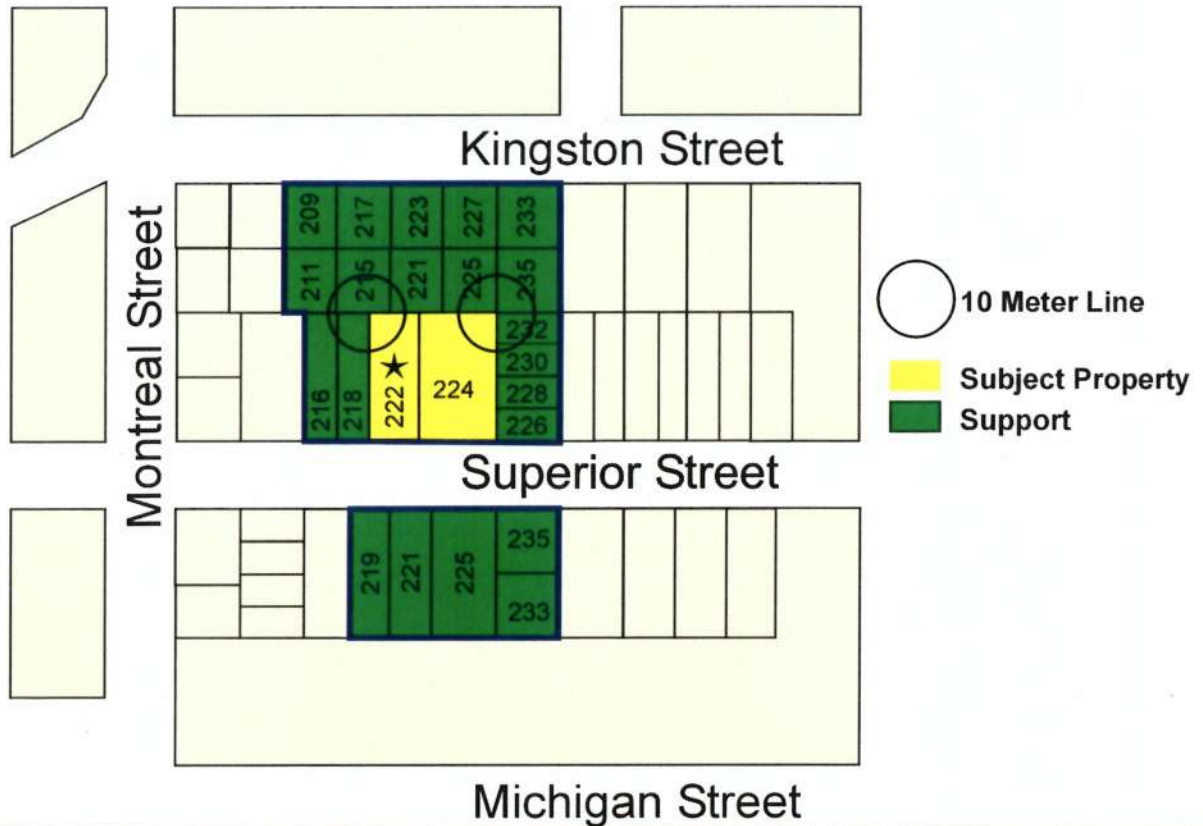 Kingston Street
Montreal Street
209 217 223 227 233
211 215 221 225 235
10 Meter Line
232
230
216 218 222 224
228
226
Subject Property
Support
Superior Street
219 221 225 235
233
Michigan Street